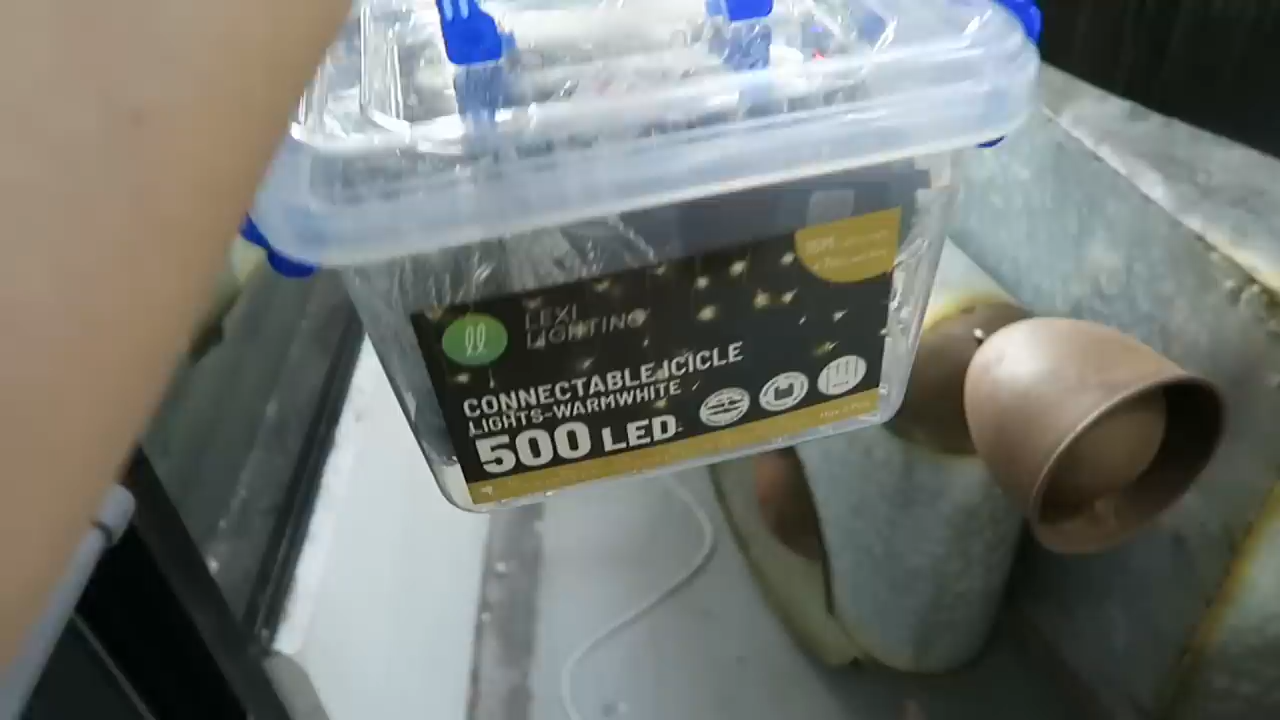 LEXI
LIGHTING
CONNECTABLE ICICLE
LIGHTS-WARMWHITE
500 LED